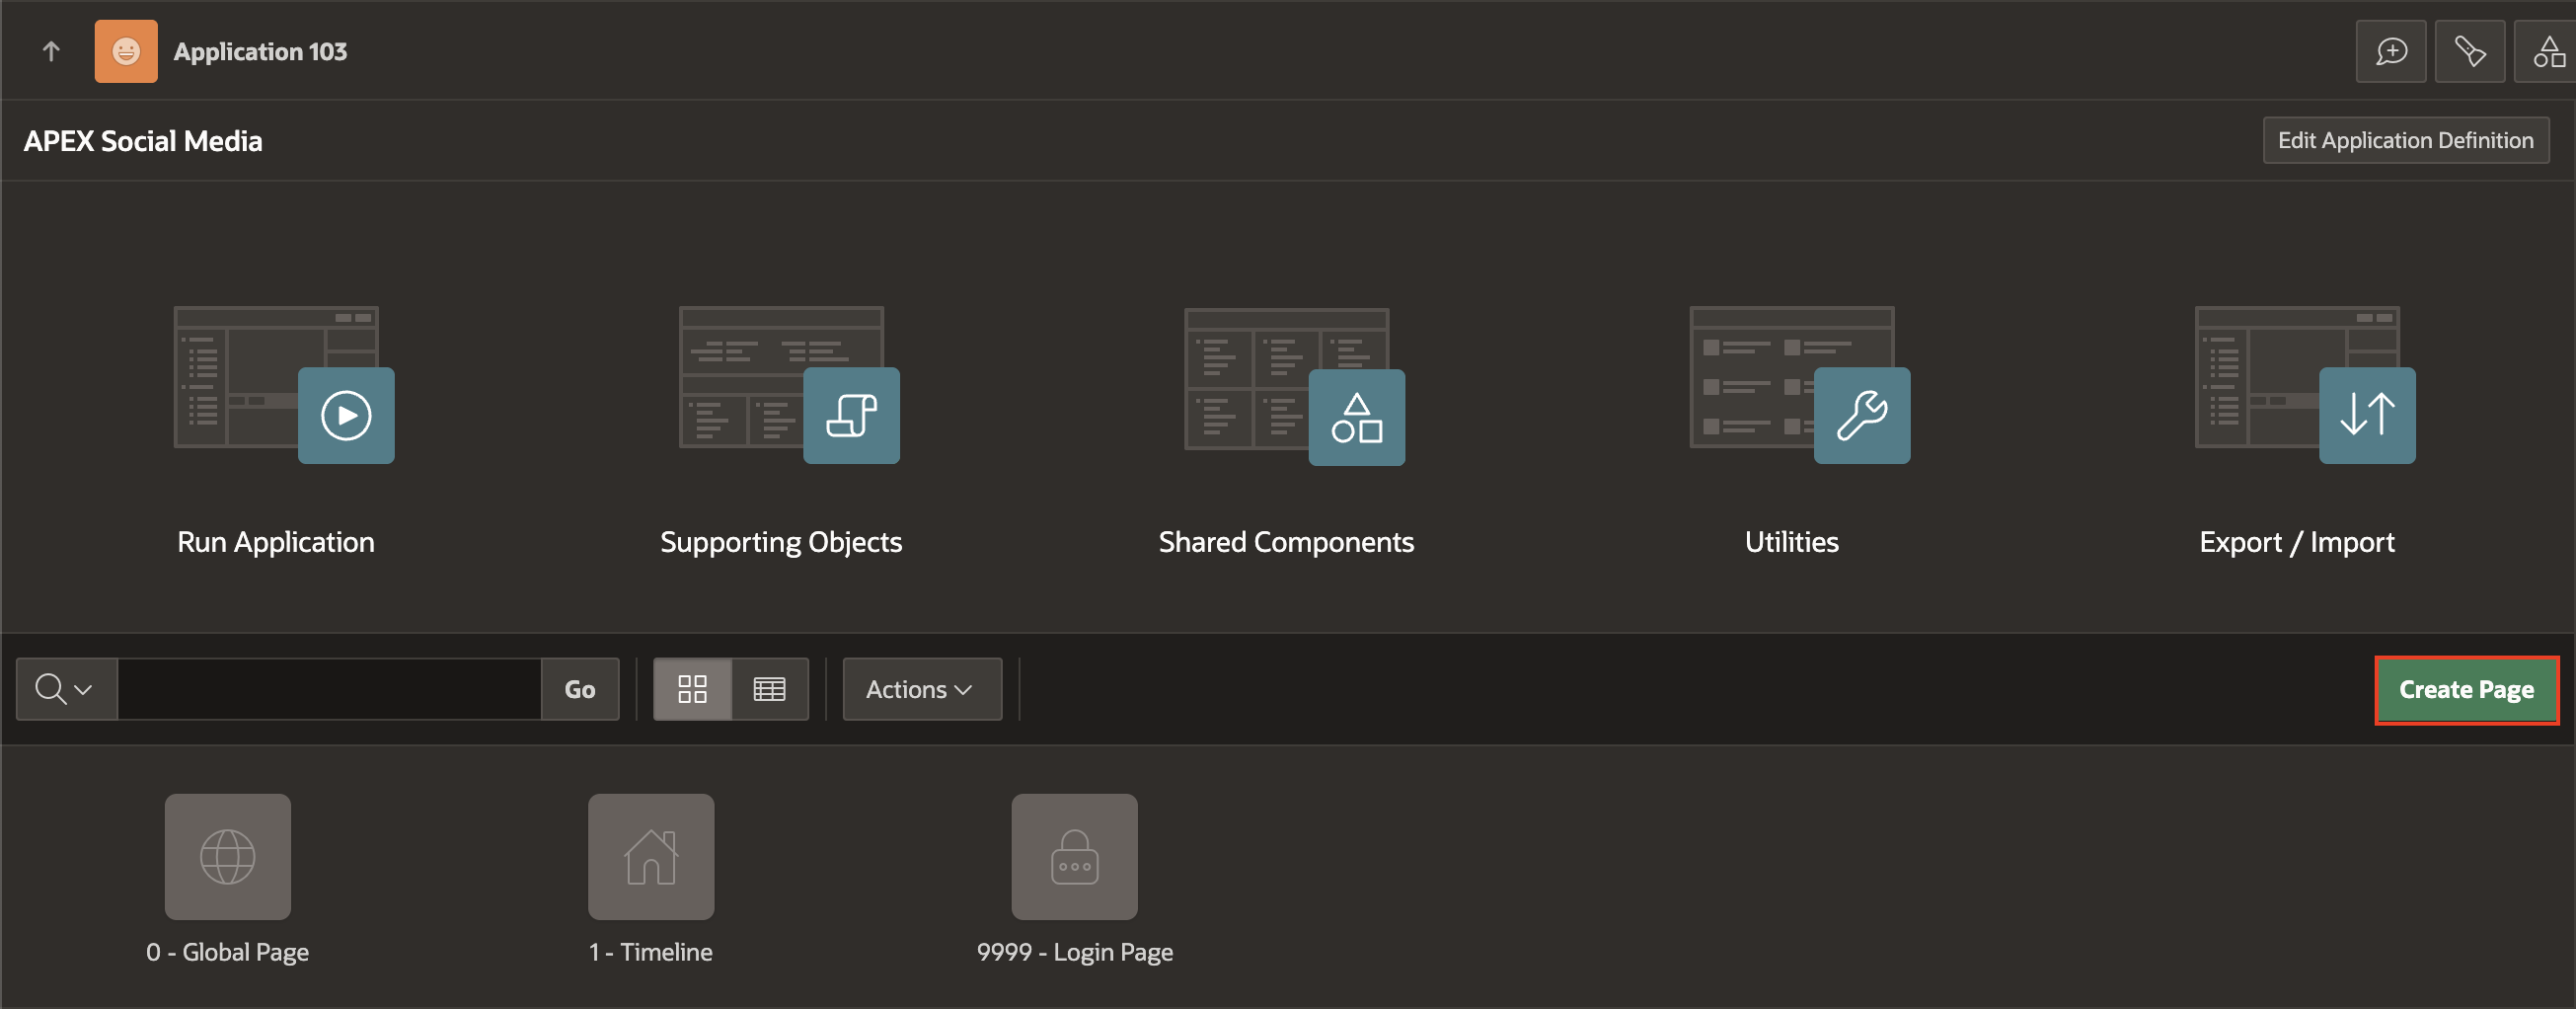 Application 103
APEX Social Media
Edit Application Definition
Run Application
Supporting Objects
Shared Components
Utilities
Export / Import
Go
Actions
Create Page
0 - Global Page
1 - Timeline
9999 - Login Page